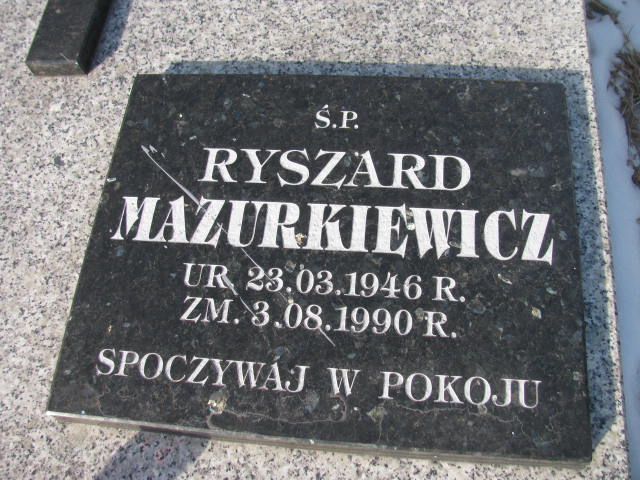 Ś.P.
RYSZARD
MAZURKIEWICZ
UR. 23.03.1946 R.
ZM. 3.08.1990 R.
SPOCZYWAJ W POKOJU